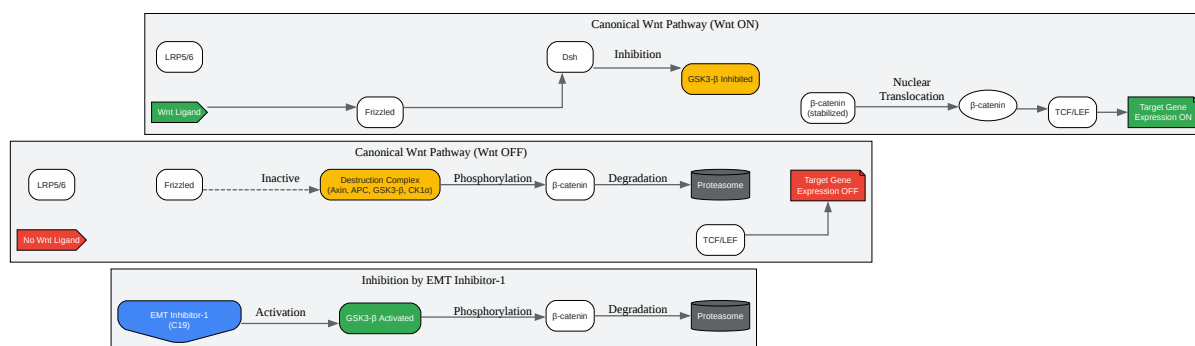 Canonical Wnt Pathway (Wnt ON)
LRP5/6
Wnt Ligand
Frizzled
Dsh
Inhibition
GSK3-β Inhibited
β-catenin
(stabilized)
Nuclear
Translocation
β-catenin
TCF/LEF
Target Gene
Expression ON
Canonical Wnt Pathway (Wnt OFF)
LRP5/6
Frizzled
Inactive
Destruction Complex
(Axin, APC, GSK3-β, CK1α)
Phosphorylation
β-catenin
Degradation
Proteasome
Target Gene
Expression OFF
No Wnt Ligand
TCF/LEF
Inhibition by EMT Inhibitor-1
EMT Inhibitor-1
(C19)
Activation
GSK3-β Activated
Phosphorylation
β-catenin
Degradation
Proteasome